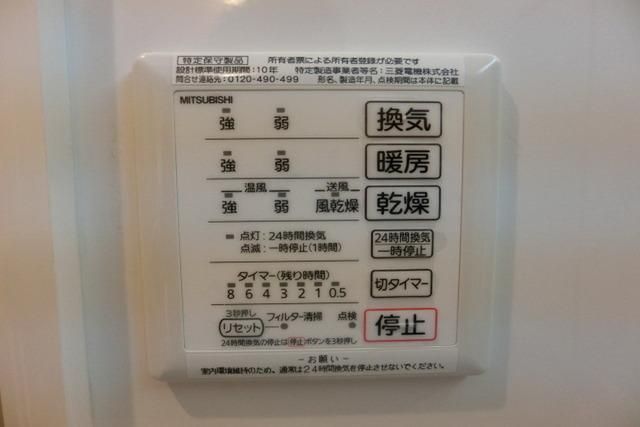 特定保守製品 所有者票による所有者登録が必要です
設計標準使用期間:10年 特定製造事業者等名:三菱電機株式会社
問合せ連絡先:0120-490-499 形名、製造年月、点検期間は本体に記載
MITSUBISHI
強 弱 換気
強 弱 暖房
温風 送風
強 弱 風乾燥 乾燥
点灯:24時間換気
点滅:一時停止(1時間)
24時間換気
一時停止
タイマー(残り時間)
8 6 4 3 2 1 0.5
切タイマー
3秒押し
リセット フィルター清掃 点検
停止
24時間換気の停止は停止ボタンを3秒押し
-お願い-
室内環境維持のため、通常は24時間換気を停止させないでください。